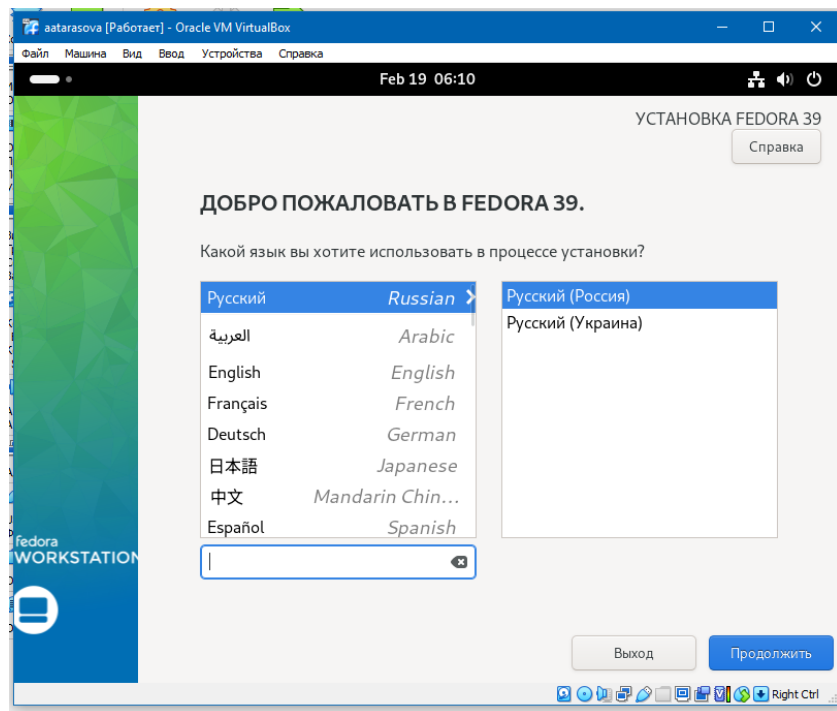 aatarasova [Работает] - Oracle VM VirtualBox
Файл Машина Вид Ввод Устройства Справка
Feb 19 06:10
УСТАНОВКА FEDORA 39
Справка
ДОБРО ПОЖАЛОВАТЬ В FEDORA 39.
Какой язык вы хотите использовать в процессе установки?
Русский Russian
العربية Arabic
English English
Français French
Deutsch German
日本語 Japanese
中文 Mandarin Chin...
Español Spanish
Русский (Россия)
Русский (Украина)
fedora
WORKSTATION
Выход Продолжить
Right Ctrl